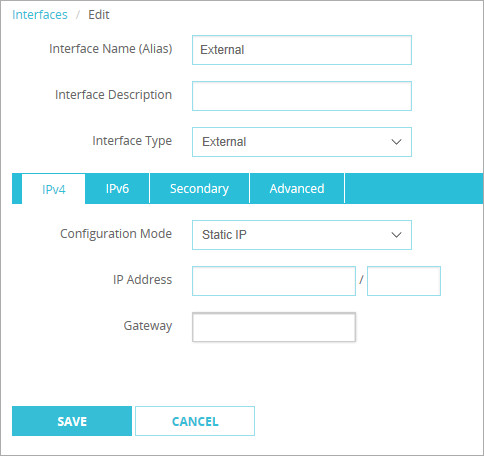 Interfaces / Edit
Interface Name (Alias) External
Interface Description
Interface Type External
IPv4 IPv6 Secondary Advanced
Configuration Mode Static IP
IP Address /
Gateway
SAVE CANCEL